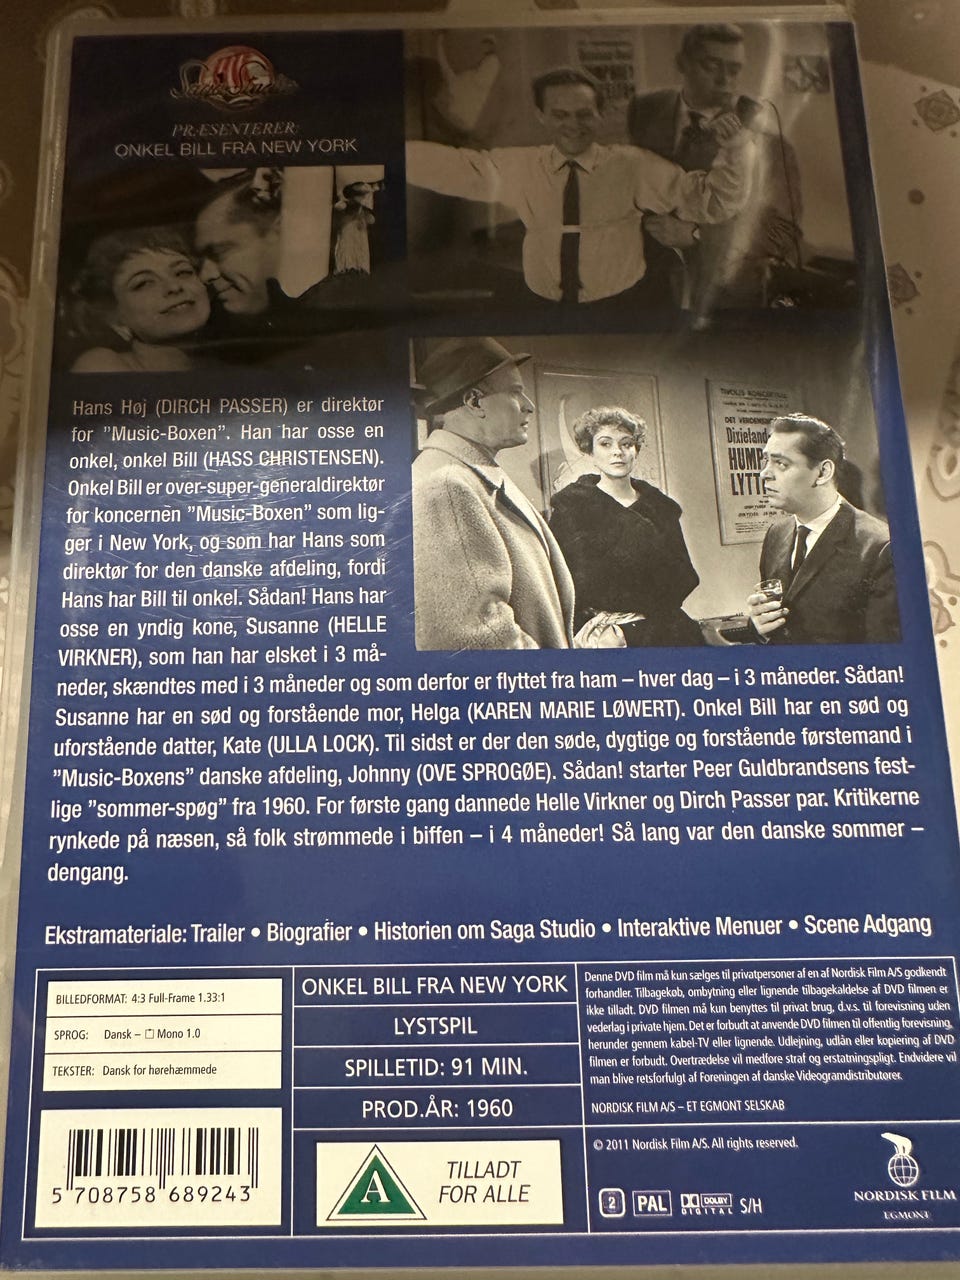 Saga Studio
PRÆSENTERER:
ONKEL BILL FRA NEW YORK
TIVOLIS KONCERTSAL
DET VERDENS
Dixieland
HUMP
LYTT
Hans Høj (DIRCH PASSER) er direktør
for "Music-Boxen". Han har osse en
onkel, onkel Bill (HASS CHRISTENSEN).
Onkel Bill er over-super-generaldirektør
for koncernen "Music-Boxen" som lig-
ger i New York, og som har Hans som
direktør for den danske afdeling, fordi
Hans har Bill til onkel. Sådan! Hans har
osse en yndig kone, Susanne (HELLE
VIRKNER), som han har elsket i 3 må-
neder, skændtes med i 3 måneder og som derfor er flyttet fra ham – hver dag – i 3 måneder. Sådan!
Susanne har en sød og forstående mor, Helga (KAREN MARIE LØWERT). Onkel Bill har en sød og
uforstående datter, Kate (ULLA LOCK). Til sidst er der den søde, dygtige og forstående førstemand i
"Music-Boxens" danske afdeling, Johnny (OVE SPROGØE). Sådan! starter Peer Guldbrandsens fest-
lige "sommer-spøg" fra 1960. For første gang dannede Helle Virkner og Dirch Passer par. Kritikerne
rynkede på næsen, så folk strømmede i biffen – i 4 måneder! Så lang var den danske sommer –
dengang.
Ekstramateriale: Trailer • Biografier • Historien om Saga Studio • Interaktive Menuer • Scene Adgang
BILLEDFORMAT: 4:3 Full-Frame 1.33:1
SPROG: Dansk – Mono 1.0
TEKSTER: Dansk for hørehæmmede
5 708758 689243
ONKEL BILL FRA NEW YORK
LYSTSPIL
SPILLETID: 91 MIN.
PROD.ÅR: 1960
A
TILLADT
FOR ALLE
Denne DVD film må kun sælges til privatpersoner af en af Nordisk Film A/S godkendt
forhandler. Tilbagekøb, ombytning eller lignende tilbagekaldelse af DVD filmen er
ikke tilladt. DVD filmen må kun benyttes til privat brug, d.v.s. til forevisning uden
vederlag i private hjem. Det er forbudt at anvende DVD filmen til offentlig forevisning,
herunder gennem kabel-TV eller lignende. Udlejning, udlån eller kopiering af DVD
filmen er forbudt. Overtrædelse vil medføre straf og erstatningspligt. Endvidere vil
man blive retsforfulgt af Foreningen af danske Videogramdistributører.
NORDISK FILM A/S – ET EGMONT SELSKAB
© 2011 Nordisk Film A/S. All rights reserved.
2 PAL DOLBY DIGITAL S/H
NORDISK FILM
EGMONT